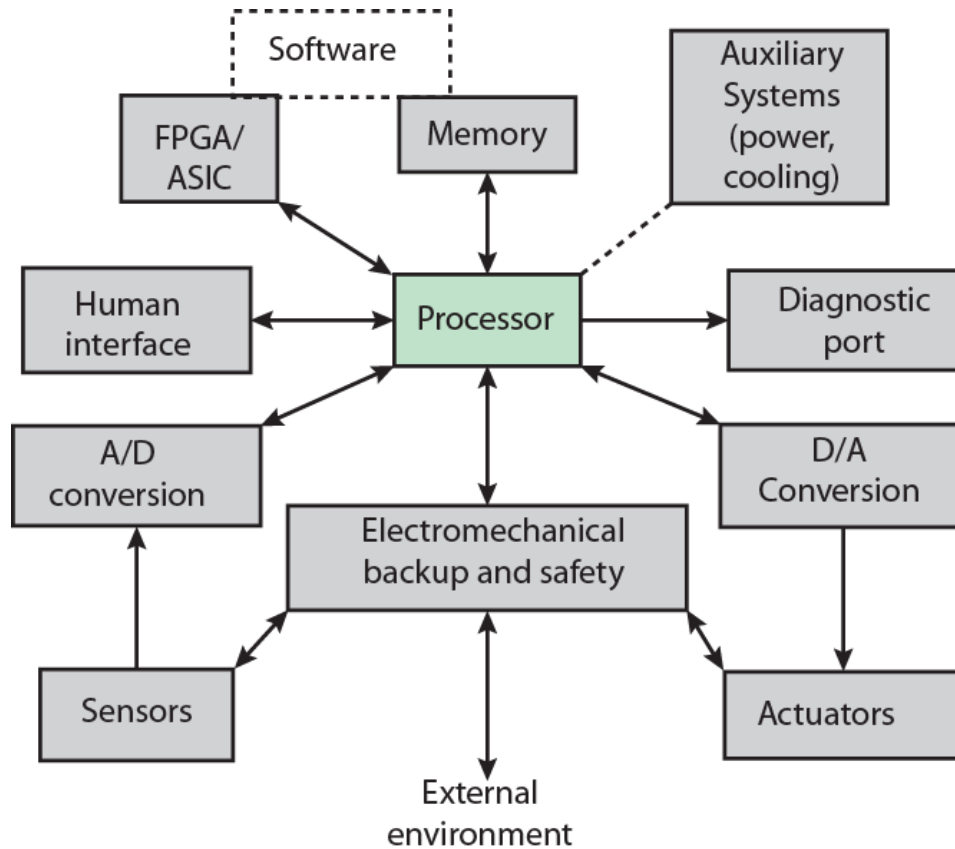 Software
Auxiliary
Systems
(power,
cooling)
FPGA/
ASIC
Memory
Human
interface
Processor
Diagnostic
port
A/D
conversion
D/A
Conversion
Electromechanical
backup and safety
Sensors
Actuators
External
environment